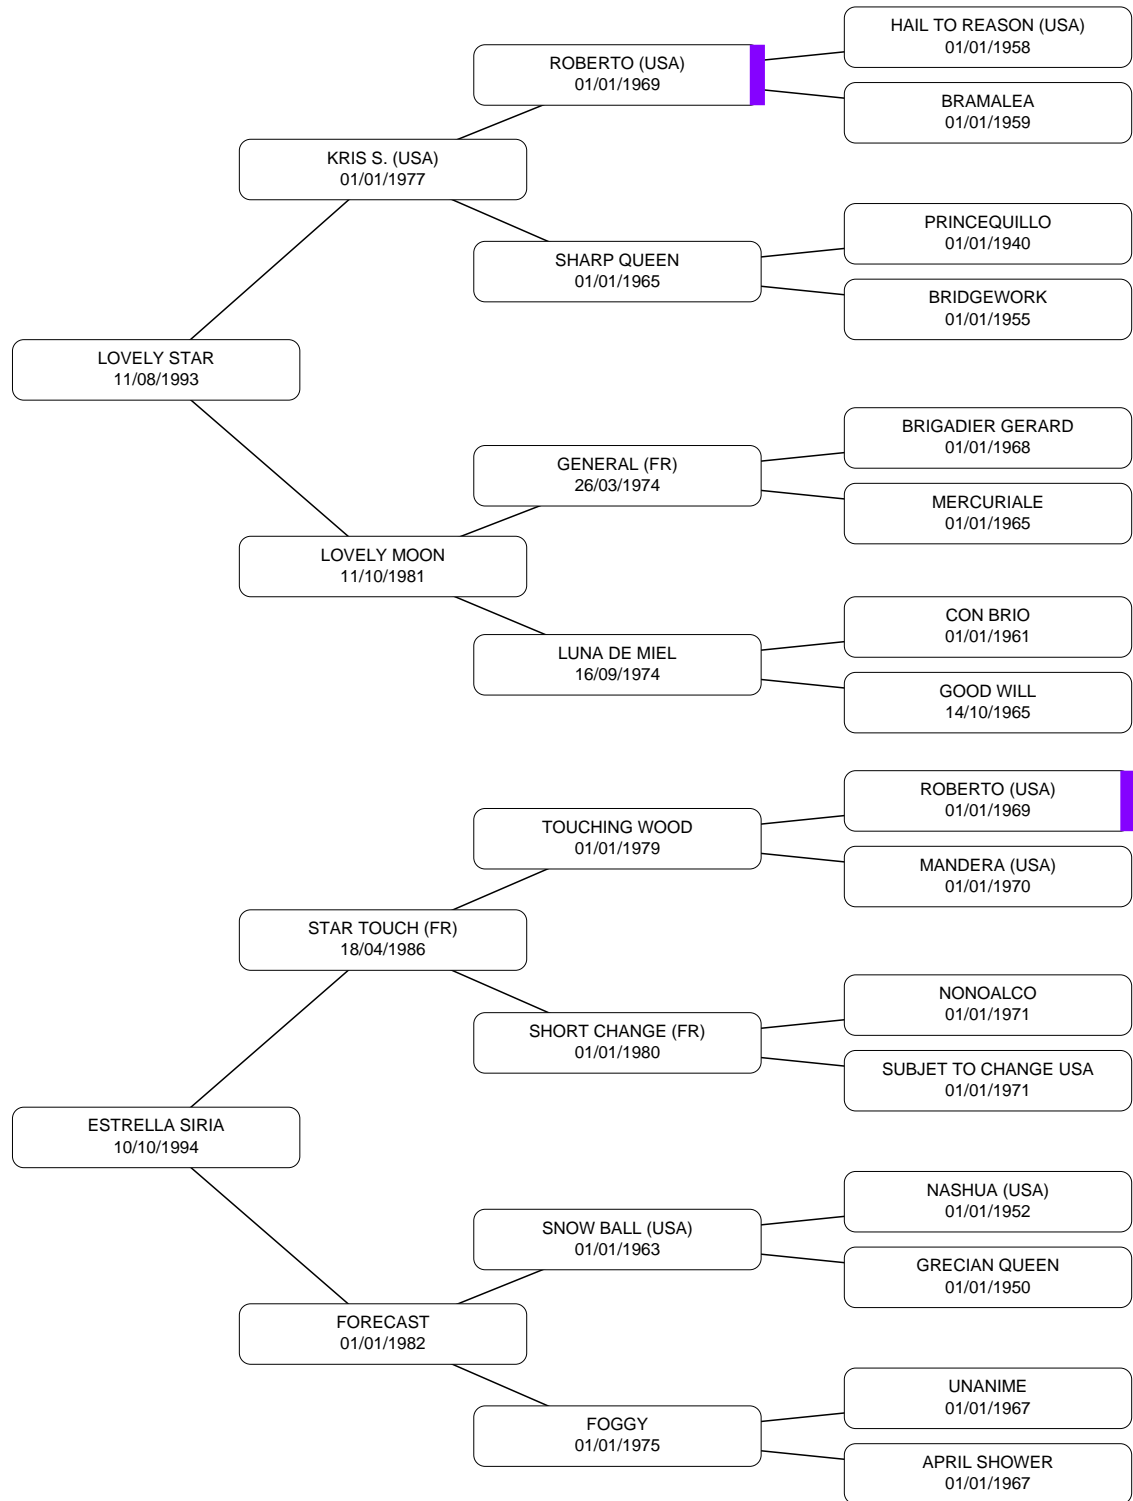 HAIL TO REASON (USA)
01/01/1958
ROBERTO (USA)
01/01/1969
BRAMALEA
01/01/1959
KRIS S. (USA)
01/01/1977
PRINCEQUILLO
01/01/1940
SHARP QUEEN
01/01/1965
BRIDGEWORK
01/01/1955
LOVELY STAR
11/08/1993
BRIGADIER GERARD
01/01/1968
GENERAL (FR)
26/03/1974
MERCURIALE
01/01/1965
LOVELY MOON
11/10/1981
CON BRIO
01/01/1961
LUNA DE MIEL
16/09/1974
GOOD WILL
14/10/1965
ROBERTO (USA)
01/01/1969
TOUCHING WOOD
01/01/1979
MANDERA (USA)
01/01/1970
STAR TOUCH (FR)
18/04/1986
NONOALCO
01/01/1971
SHORT CHANGE (FR)
01/01/1980
SUBJET TO CHANGE USA
01/01/1971
ESTRELLA SIRIA
10/10/1994
NASHUA (USA)
01/01/1952
SNOW BALL (USA)
01/01/1963
GRECIAN QUEEN
01/01/1950
FORECAST
01/01/1982
UNANIME
01/01/1967
FOGGY
01/01/1975
APRIL SHOWER
01/01/1967